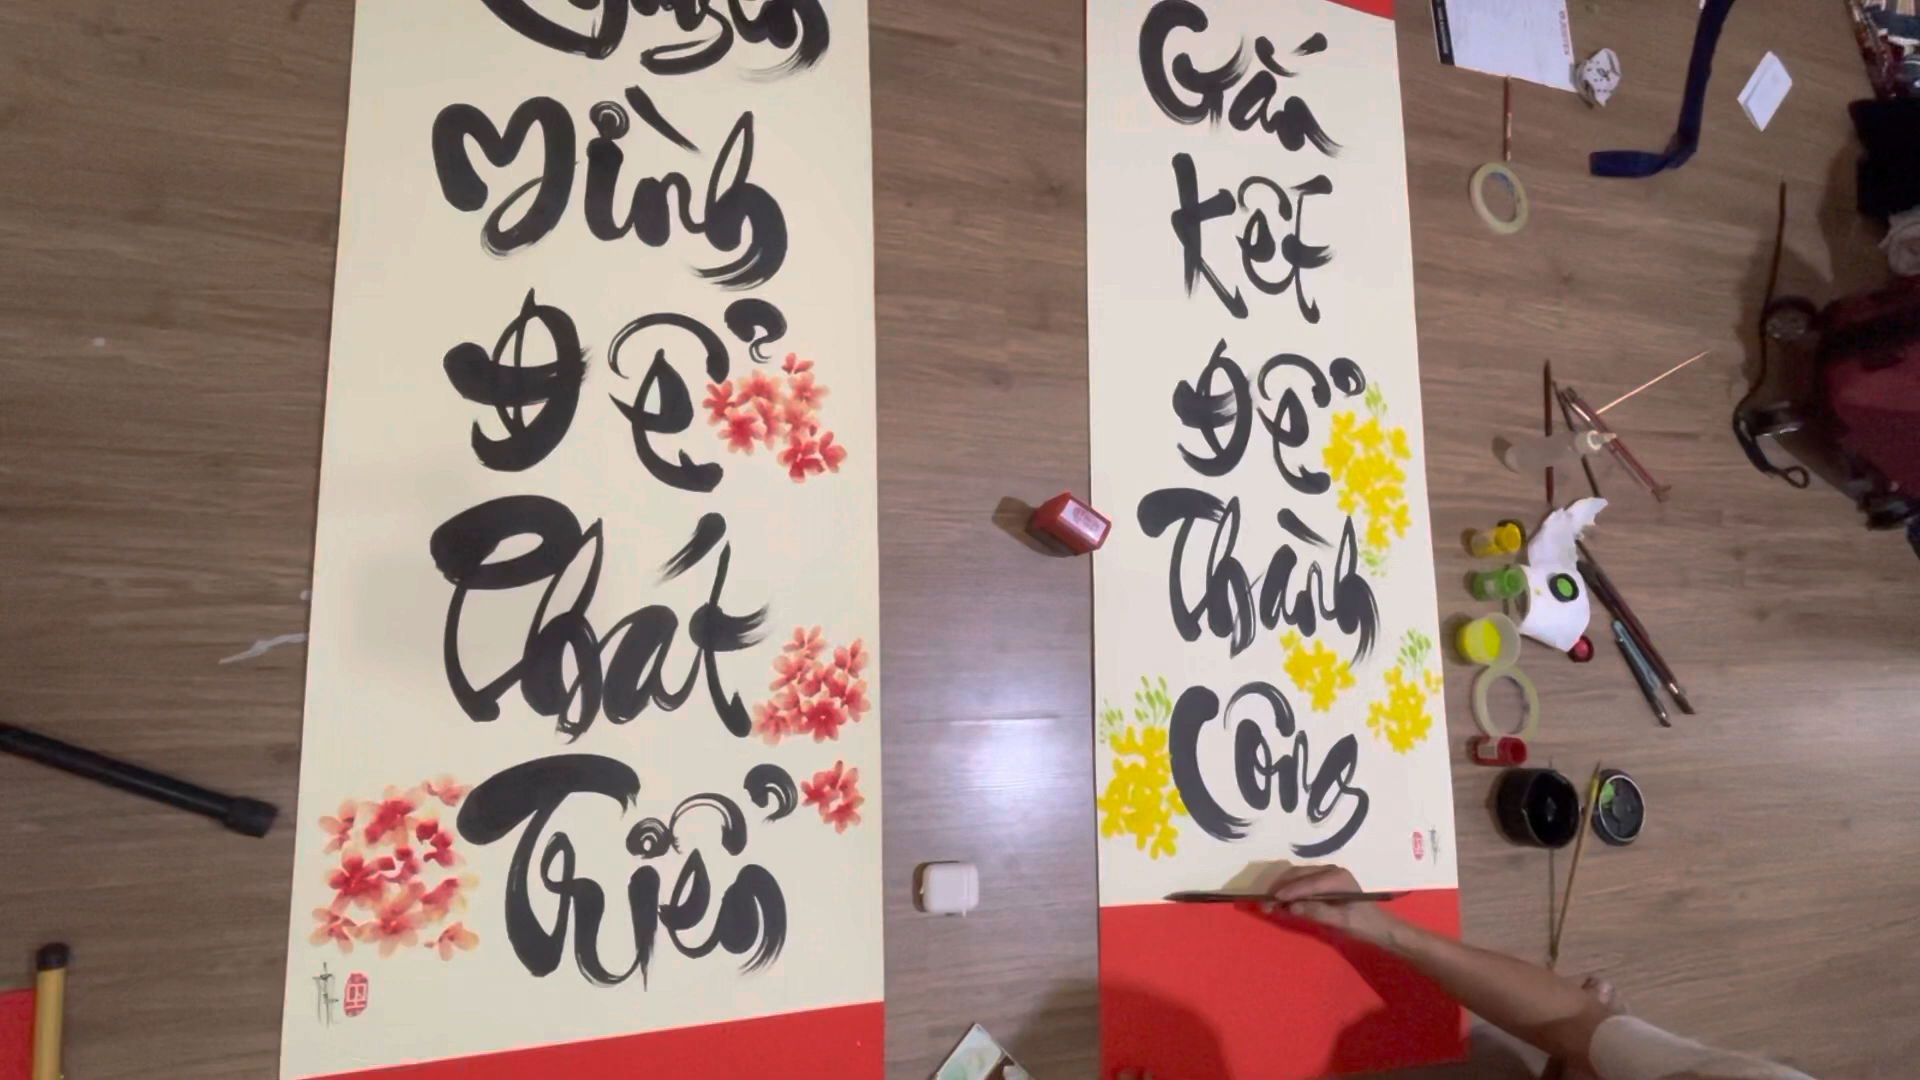 Mình
Để
Phát
Triển
Gắn
Kết
Để
Thành
Công